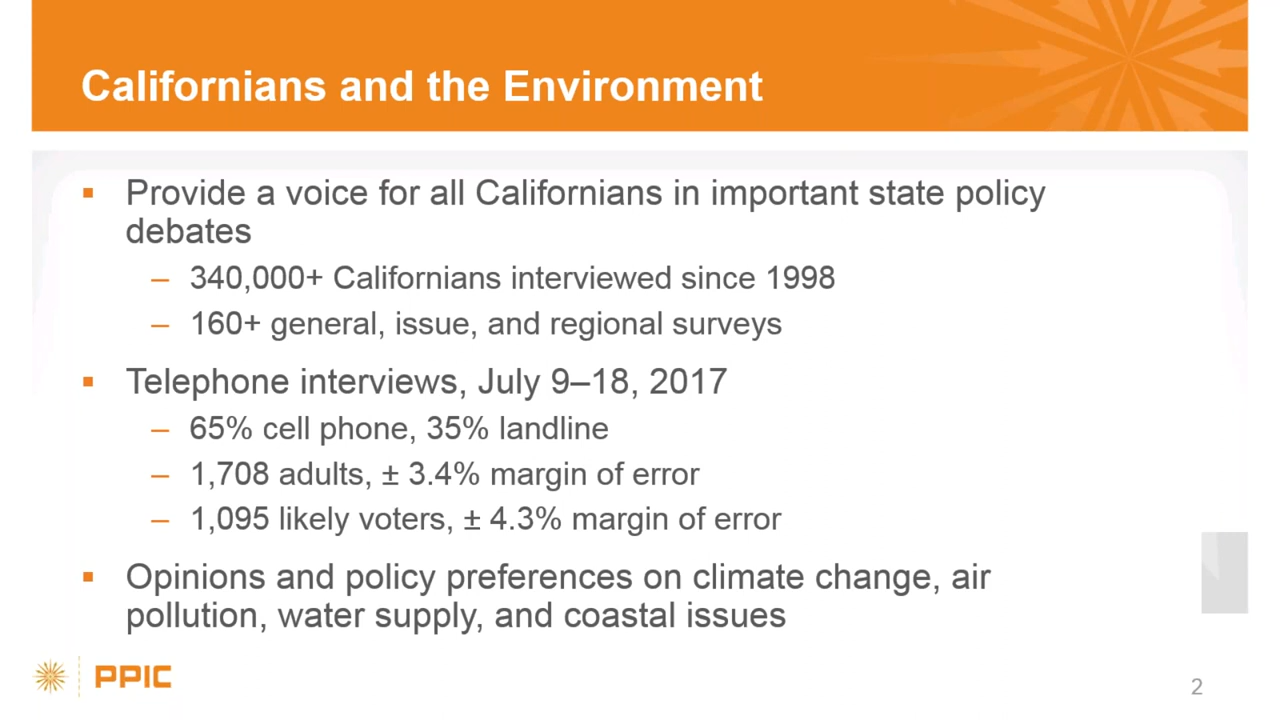 Californians and the Environment
▪ Provide a voice for all Californians in important state policy
debates
– 340,000+ Californians interviewed since 1998
– 160+ general, issue, and regional surveys
▪ Telephone interviews, July 9–18, 2017
– 65% cell phone, 35% landline
– 1,708 adults, ± 3.4% margin of error
– 1,095 likely voters, ± 4.3% margin of error
▪ Opinions and policy preferences on climate change, air
pollution, water supply, and coastal issues
PPIC
2